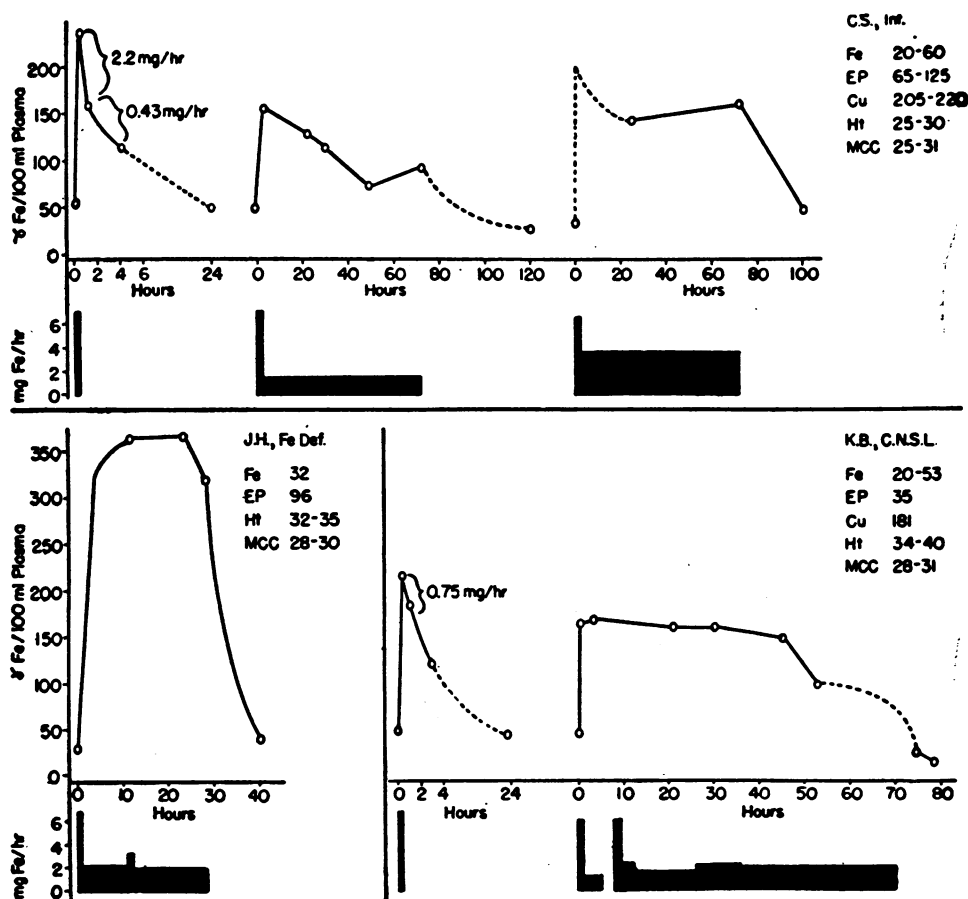 C.S., Inf.
Fe 20-60
EP 65-125
Cu 205-220
Ht 25-30
MCC 25-31
γ Fe/100 ml Plasma
200
150
100
50
0
2.2 mg/hr
0.43 mg/hr
0 2 4 6 24
Hours
0 20 40 60 80 100 120
Hours
0 20 40 60 80 100
Hours
mg Fe/hr
6
4
2
0
J.H., Fe Def.
Fe 32
EP 96
Ht 32-35
MCC 28-30
γ Fe/100 ml Plasma
350
300
250
200
150
100
50
0
0 10 20 30 40
Hours
mg Fe/hr
6
4
2
0
K.B., C.N.S.L.
Fe 20-53
EP 35
Cu 181
Ht 34-40
MCC 28-31
0.75 mg/hr
0 2 4 24
Hours
0 10 20 30 40 50 60 70 80
Hours